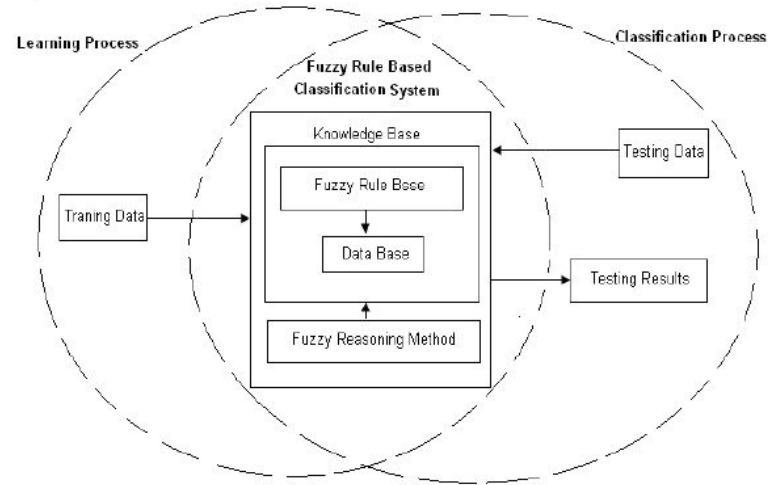 Learning Process
Classification Process
Fuzzy Rule Based
Classification System
Knowledge Base
Testing Data
Fuzzy Rule Base
Traning Data
Data Base
Testing Results
Fuzzy Reasoning Method